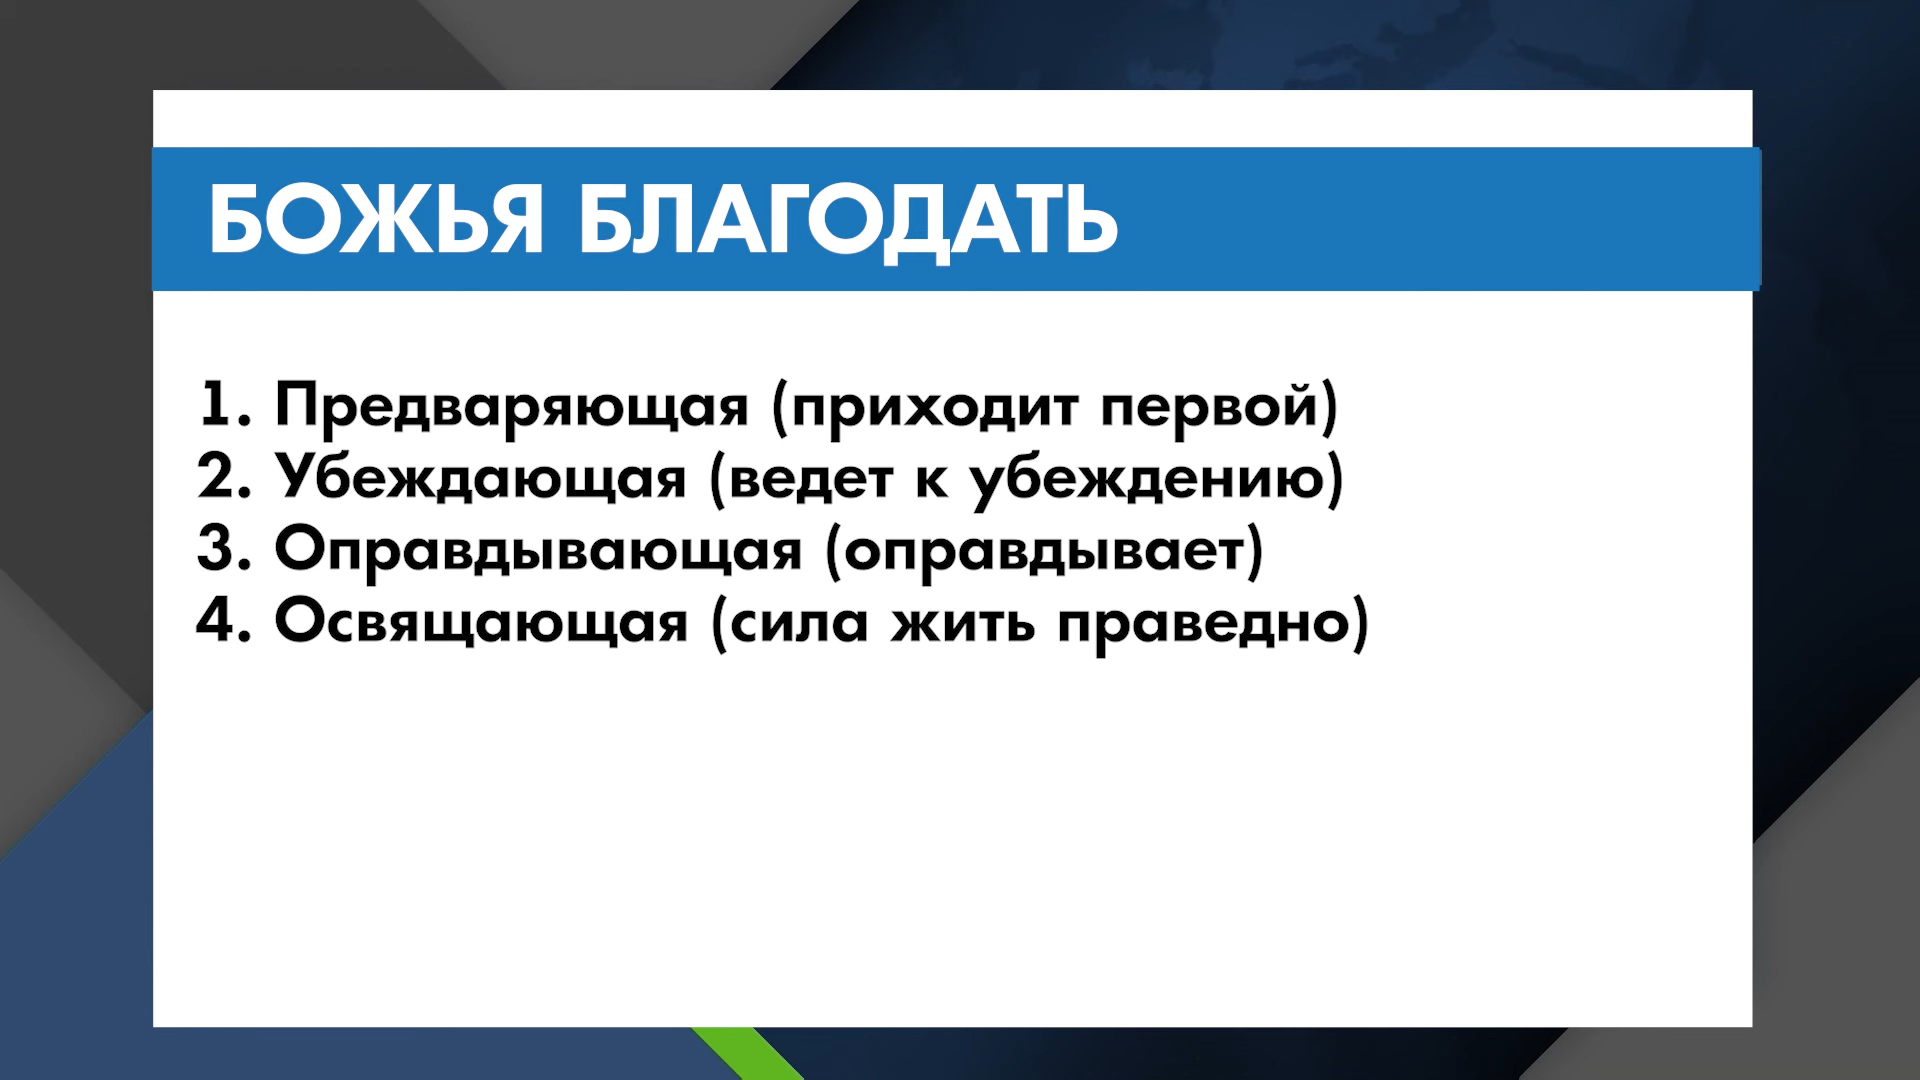 БОЖЬЯ БЛАГОДАТЬ
1. Предваряющая (приходит первой)
2. Убеждающая (ведет к убеждению)
3. Оправдывающая (оправдывает)
4. Освящающая (сила жить праведно)